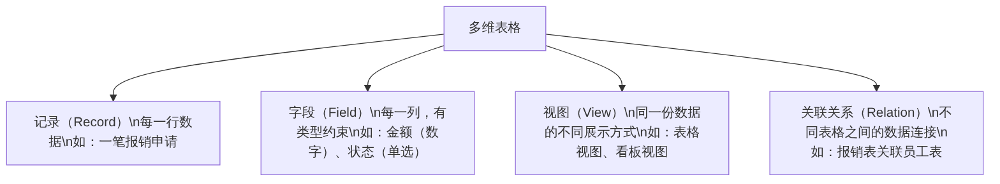 多维表格
记录（Record）\n每一行数
据\n如：一笔报销申请
字段（Field）\n每一列，有
类型约束\n如：金额（数
字）、状态（单选）
视图（View）\n同一份数据
的不同展示方式\n如：表格
视图、看板视图
关联关系（Relation）\n不
同表格之间的数据连接\n
如：报销表关联员工表